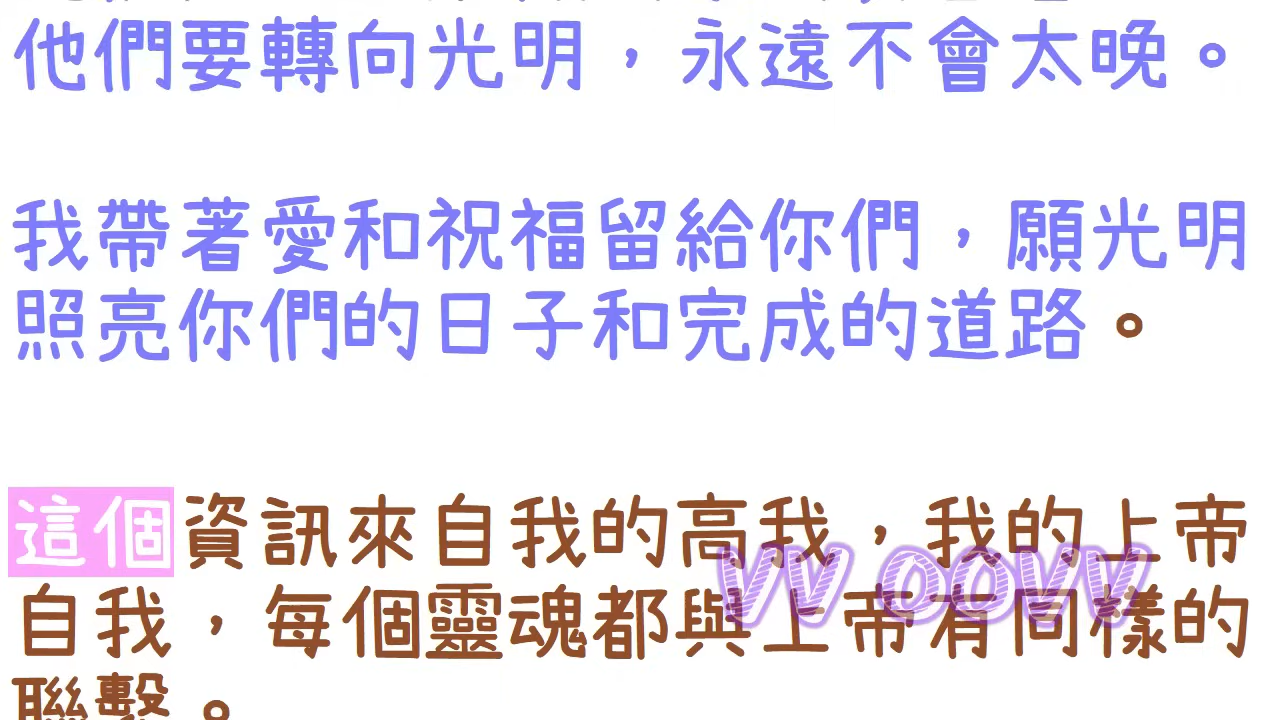 他們要轉向光明，永遠不會太晚。
我帶著愛和祝福留給你們，願光明
照亮你們的日子和完成的道路。
這個資訊來自我的高我，我的上帝
自我，每個靈魂都與上帝有同樣的
聯繫。
VV OOVV